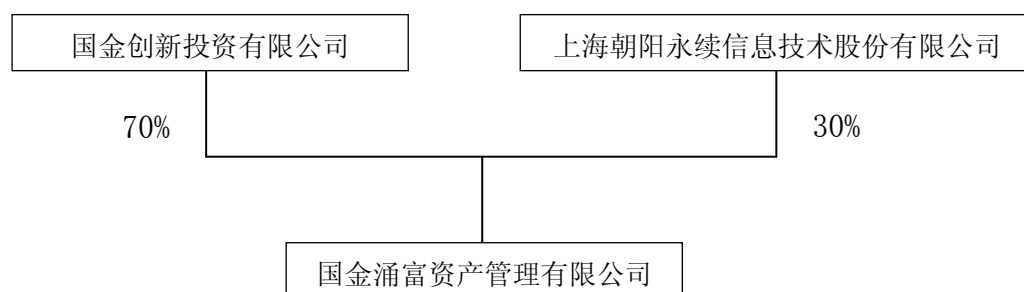 国金创新投资有限公司
上海朝阳永续信息技术股份有限公司
70%
30%
国金涌富资产管理有限公司